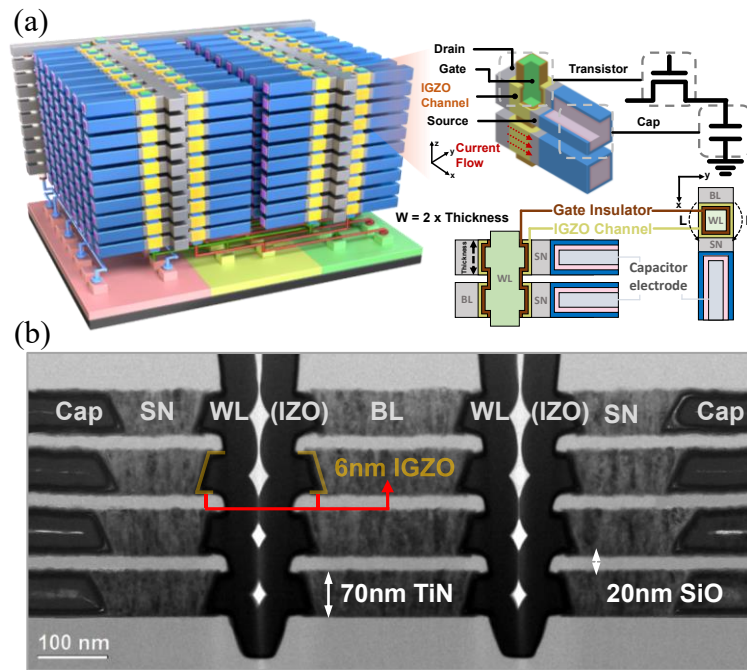 (a)
Drain
Gate
IGZO
Channel
Source
Transistor
Cap
Current
Flow
z
y
x
y
x
W = 2 x Thickness
Gate Insulator
IGZO Channel
BL
L
WL
SN
Thickness
WL
SN
BL
SN
Capacitor
electrode
(b)
Cap SN WL (IZO) BL WL (IZO) SN Cap
6nm IGZO
70nm TiN
20nm SiO
100 nm